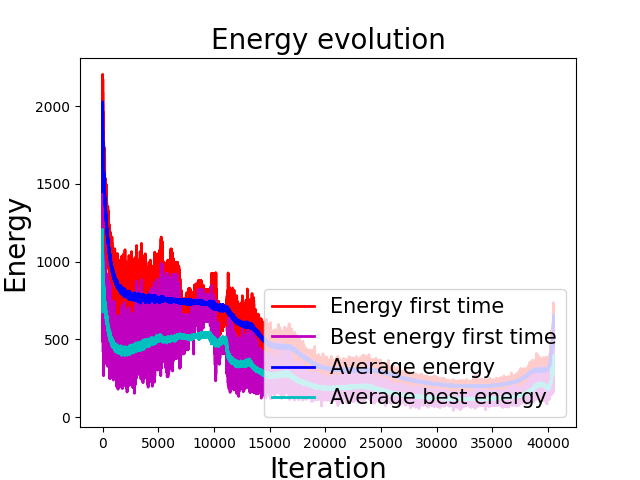 Energy evolution
Energy
2000
1500
1000
500
0
Energy first time
Best energy first time
Average energy
Average best energy
0 5000 10000 15000 20000 25000 30000 35000 40000
Iteration